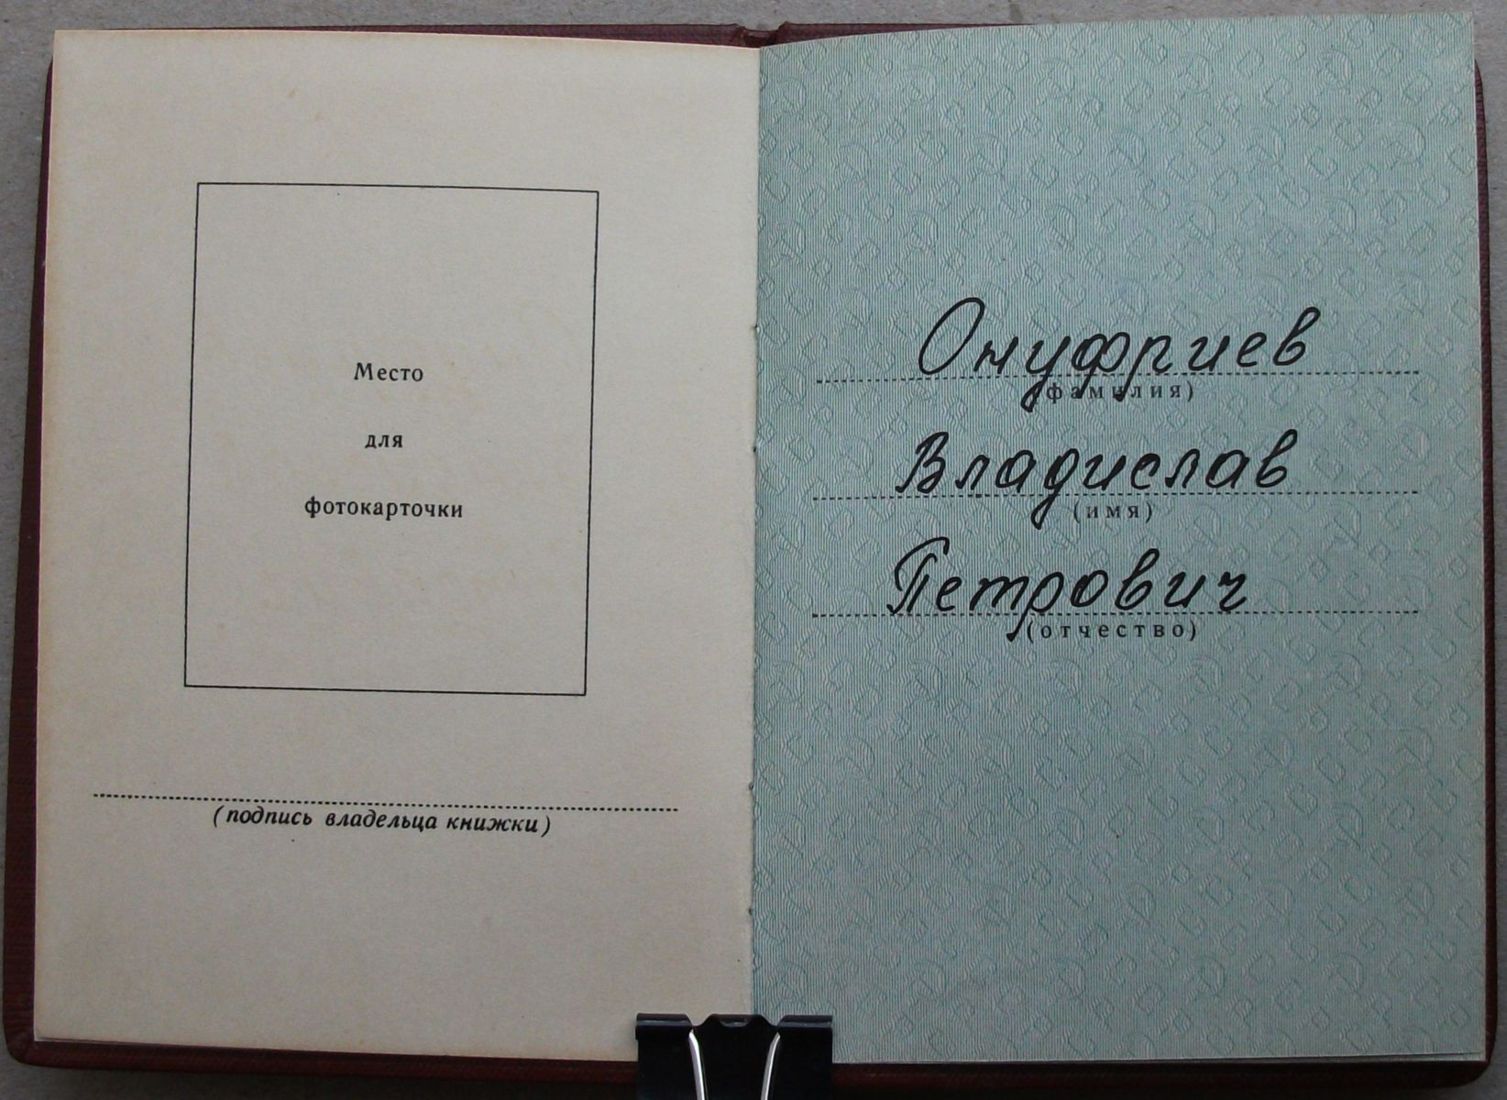 Место
для
фотокарточки
(подпись владельца книжки)
Онуфриев
(фамилия)
Владислав
(имя)
Петрович
(отчество)